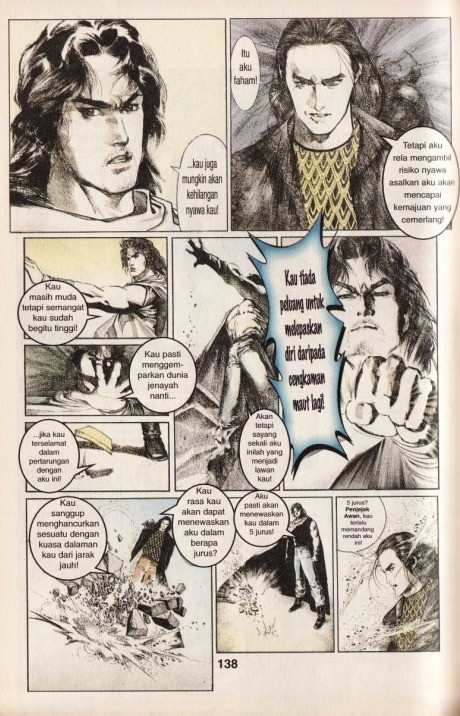 ...kau juga
mungkin akan
kehilangan
nyawa kau!
Itu
aku
faham!
Tetapi aku
rela mengambil
risiko nyawa
asalkan aku akan
mencapai
kemajuan yang
cemerlang!
Kau
masih muda
tetapi semangat
kau sudah
begitu tinggi!
Kau pasti
menggem-
parkan dunia
jenayah
nanti...
...jika kau
terselamat
dalam
pertarungan dengan
aku ini!
Akan
tetapi
sayang
sekali aku
inilah yang
menjadi
lawan
kau!
Kau tiada
peluang untuk
melepaskan
diri daripada
cengkaman
maut lagi!
Kau
sanggup
menghancurkan
sesuatu dengan
kuasa dalaman
kau dari jarak
jauh!
Kau
rasa kau
akan dapat
menewaskan
aku dalam
berapa
jurus?
Aku
pasti akan
menewaskan
kau dalam
5 jurus!
5 jurus?
Penjejak
Awan, kau
terlalu
memandang
rendah aku
ini!
138